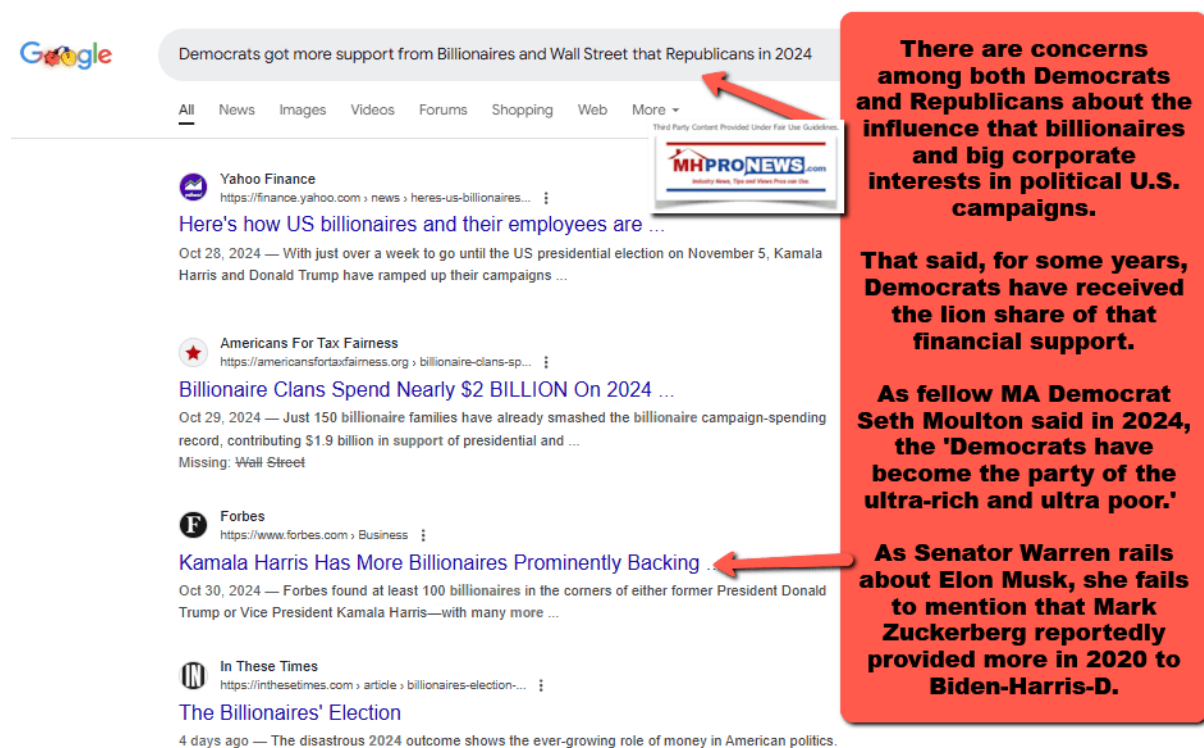 Google
Democrats got more support from Billionaires and Wall Street that Republicans in 2024
All News Images Videos Forums Shopping Web More
Third Party Content Provided Under Fair Use Guidelines.
MHPRONEWS.com
Industry News, Tips and Views Pros can Use
Yahoo Finance
https://finance.yahoo.com › news › heres-us-billionaires...
Here's how US billionaires and their employees are ...
Oct 28, 2024 — With just over a week to go until the US presidential election on November 5, Kamala
Harris and Donald Trump have ramped up their campaigns ...
Americans For Tax Fairness
https://americansfortaxfairness.org › billionaire-clans-sp...
Billionaire Clans Spend Nearly $2 BILLION On 2024 ...
Oct 29, 2024 — Just 150 billionaire families have already smashed the billionaire campaign-spending
record, contributing $1.9 billion in support of presidential and ...
Missing: Wall Street
Forbes
https://www.forbes.com › Business
Kamala Harris Has More Billionaires Prominently Backing ...
Oct 30, 2024 — Forbes found at least 100 billionaires in the corners of either former President Donald
Trump or Vice President Kamala Harris—with many more ...
In These Times
https://inthesetimes.com › article › billionaires-election-...
The Billionaires' Election
4 days ago — The disastrous 2024 outcome shows the ever-growing role of money in American politics.
There are concerns
among both Democrats
and Republicans about the
influence that billionaires
and big corporate
interests in political U.S.
campaigns.
That said, for some years,
Democrats have received
the lion share of that
financial support.
As fellow MA Democrat
Seth Moulton said in 2024,
the 'Democrats have
become the party of the
ultra-rich and ultra poor.'
As Senator Warren rails
about Elon Musk, she fails
to mention that Mark
Zuckerberg reportedly
provided more in 2020 to
Biden-Harris-D.